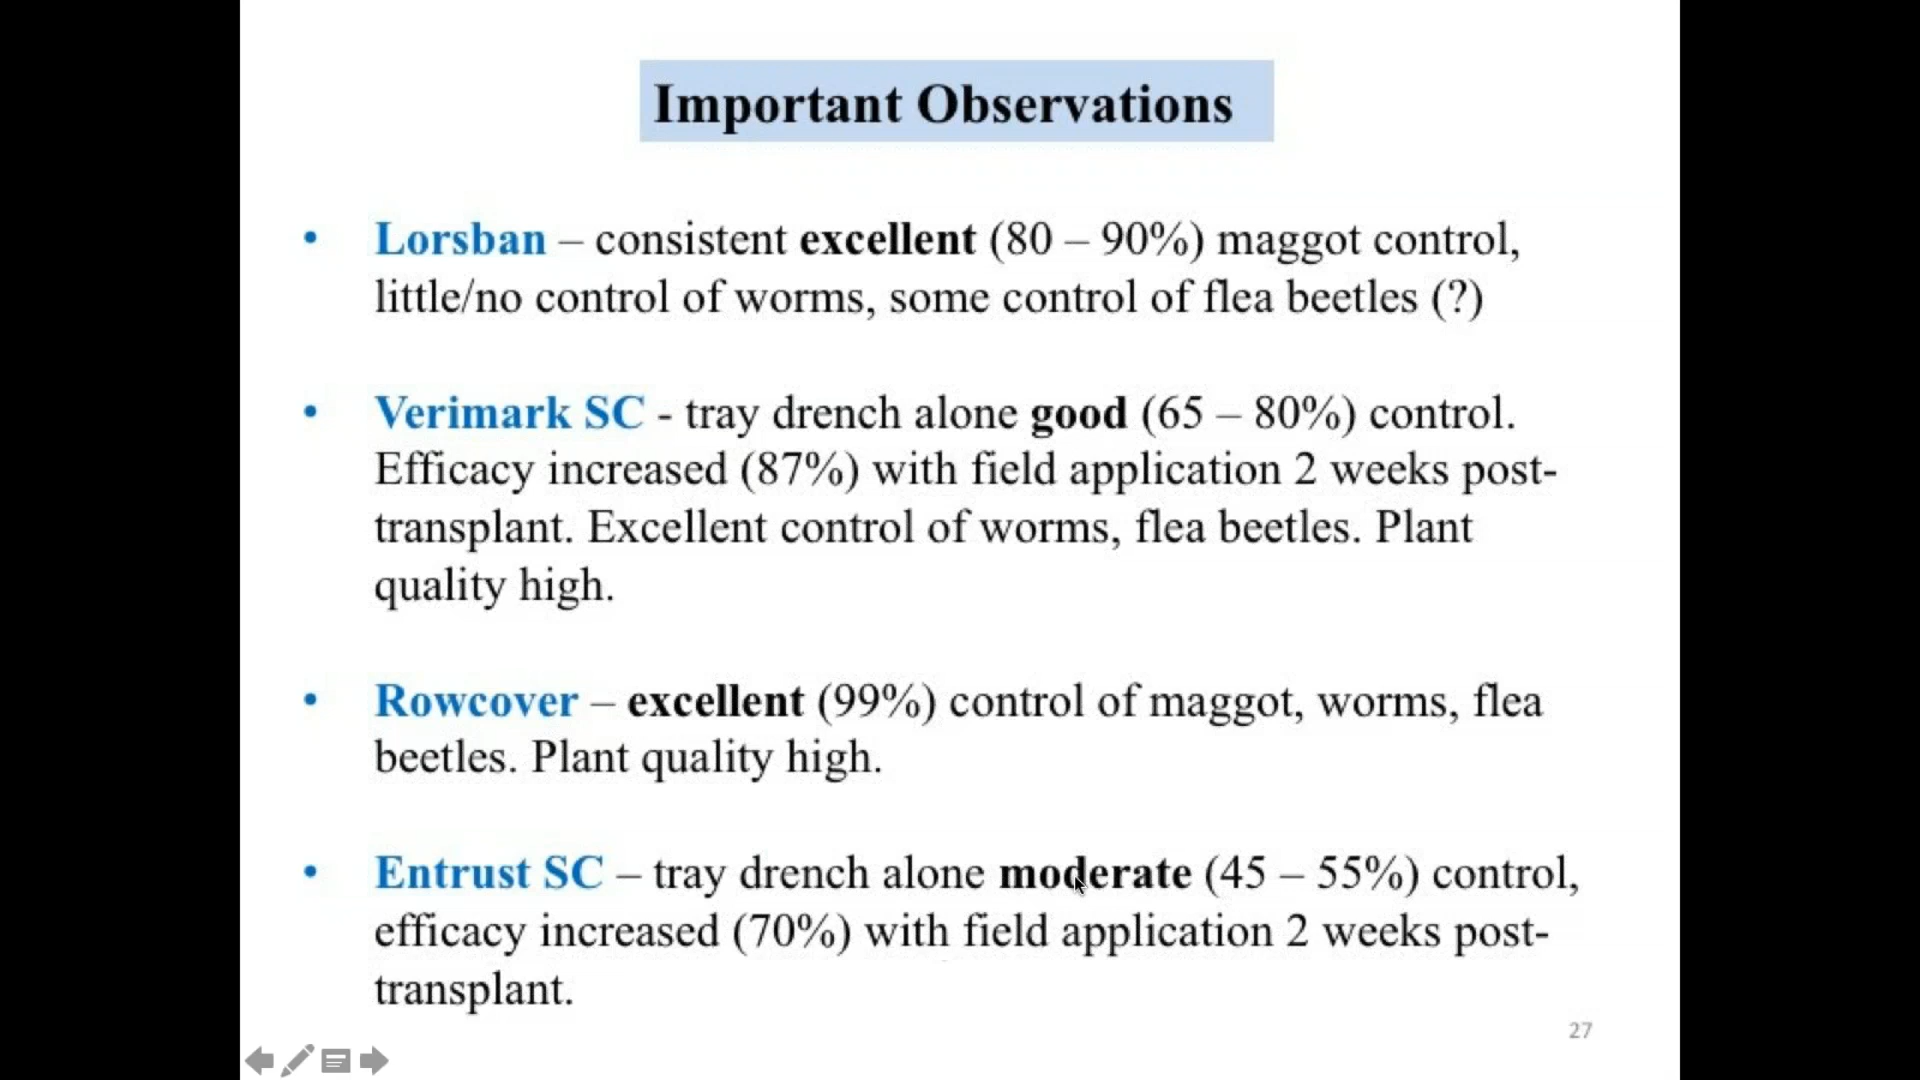 Important Observations
• Lorsban – consistent excellent (80 – 90%) maggot control,
little/no control of worms, some control of flea beetles (?)
• Verimark SC - tray drench alone good (65 – 80%) control.
Efficacy increased (87%) with field application 2 weeks post-
transplant. Excellent control of worms, flea beetles. Plant
quality high.
• Rowcover – excellent (99%) control of maggot, worms, flea
beetles. Plant quality high.
• Entrust SC – tray drench alone moderate (45 – 55%) control,
efficacy increased (70%) with field application 2 weeks post-
transplant.
27